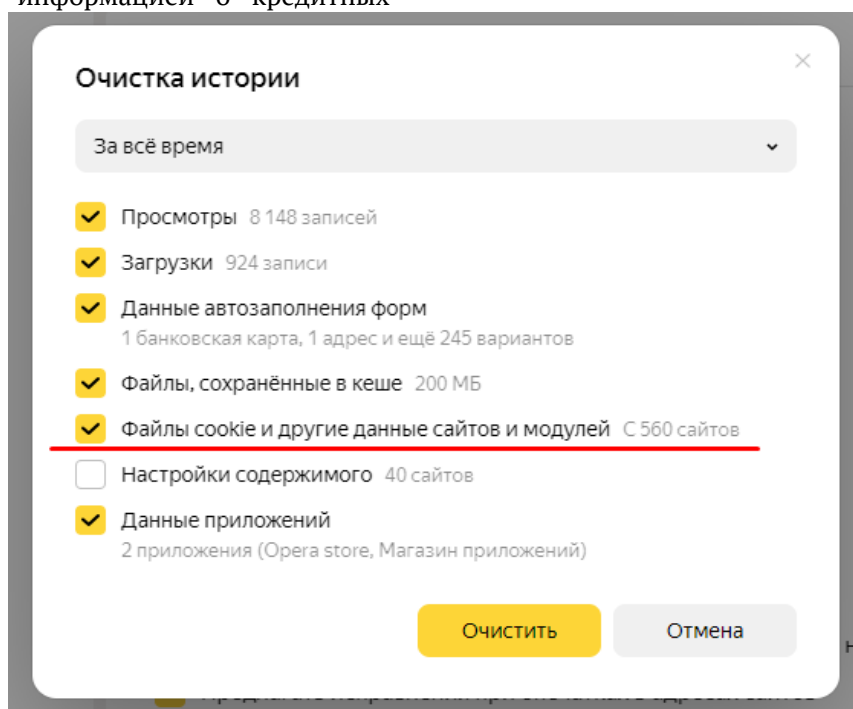 информацией о кредитных
Очистка истории
За всё время
Просмотры 8 148 записей
Загрузки 924 записи
Данные автозаполнения форм
1 банковская карта, 1 адрес и ещё 245 вариантов
Файлы, сохранённые в кеше 200 МБ
Файлы cookie и другие данные сайтов и модулей С 560 сайтов
Настройки содержимого 40 сайтов
Данные приложений
2 приложения (Opera store, Магазин приложений)
Очистить Отмена